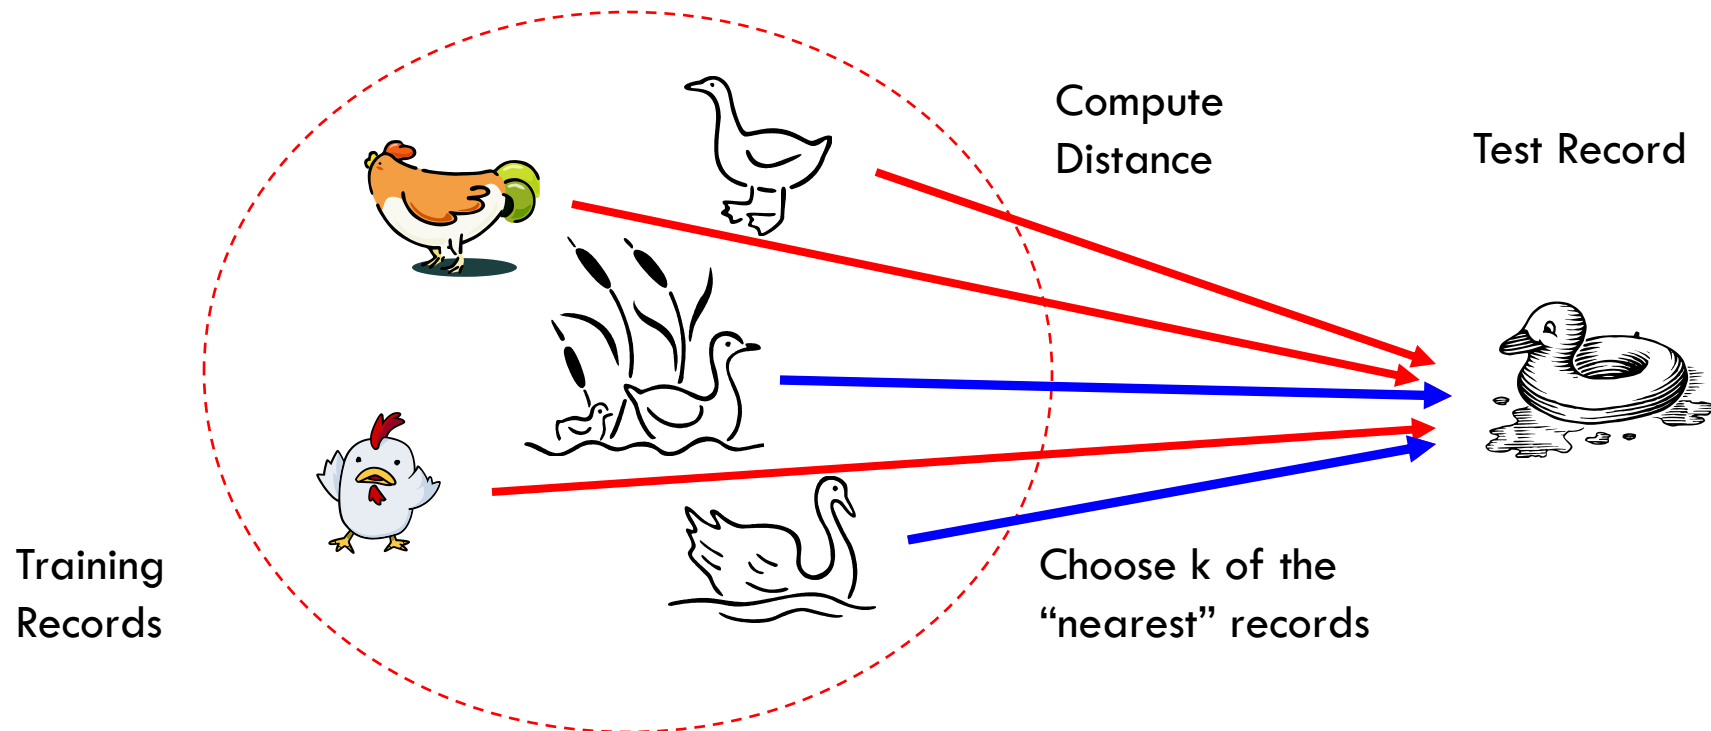 Compute
Distance
Test Record
Training
Records
Choose k of the
“nearest” records